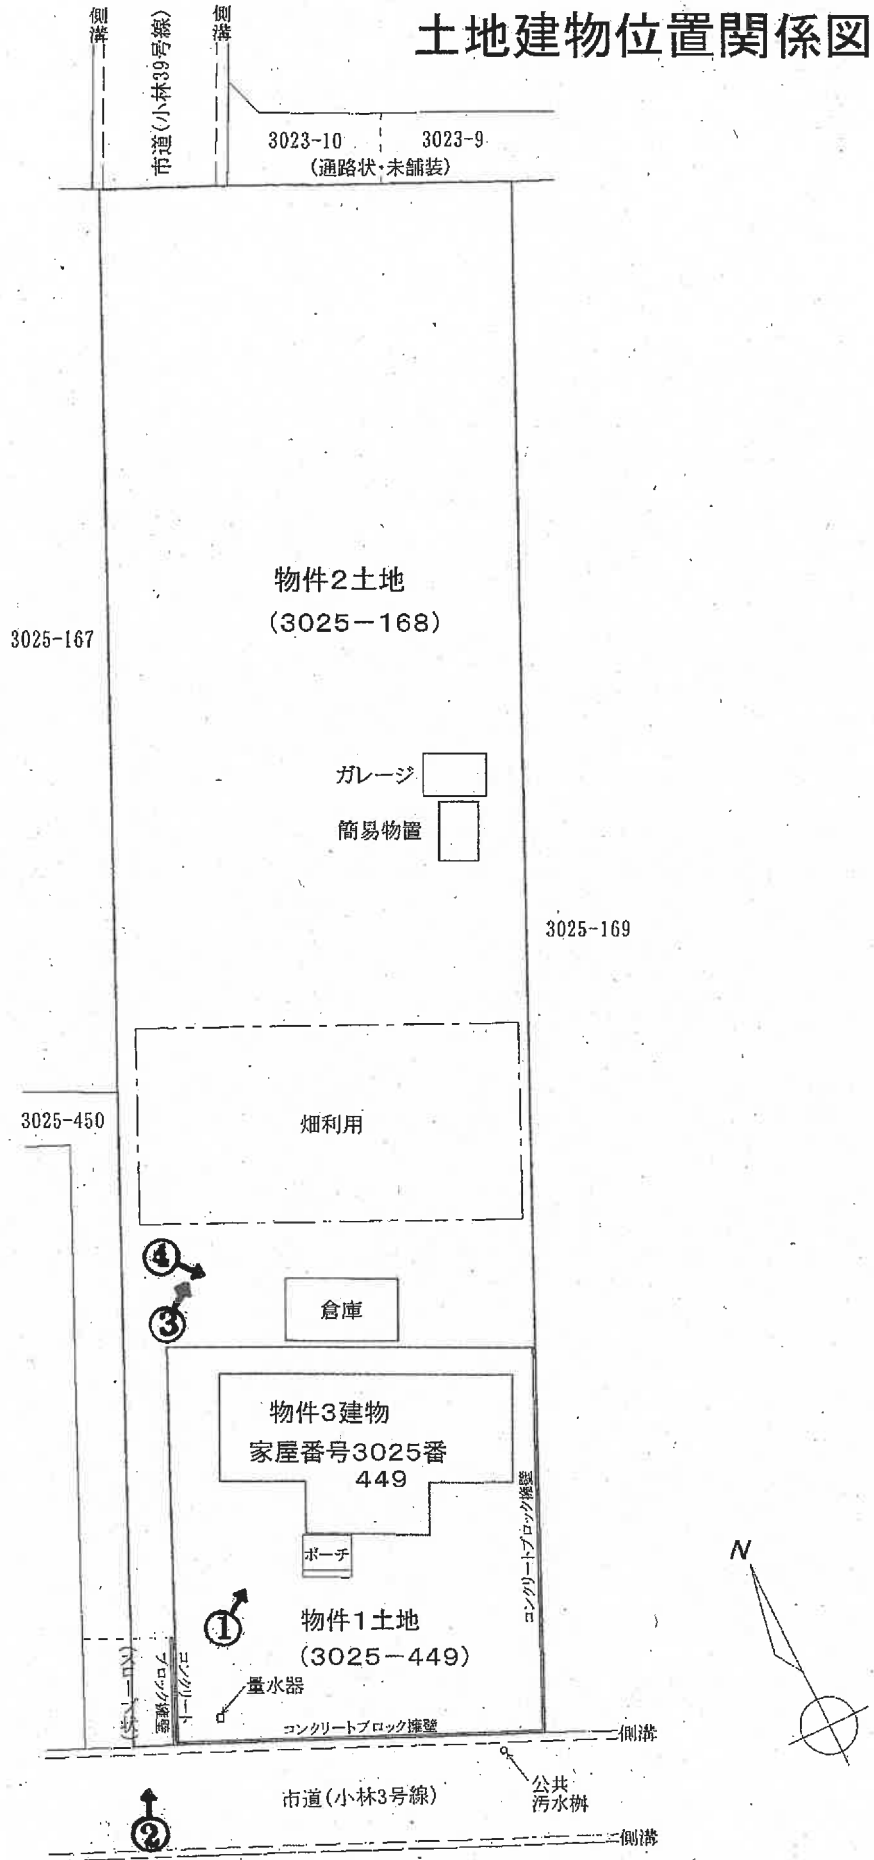 土地建物位置関係図
側溝
市道(小林39号線)
側溝
3023-10
3023-9
(通路状・未舗装)
物件2土地
(3025-168)
3025-167
ガレージ
簡易物置
3025-169
畑利用
3025-450
④
③
倉庫
物件3建物
家屋番号3025番
449
コンクリートブロック擁壁
ポーチ
①
物件1土地
(3025-449)
(スロープ状)
コンクリート
ブロック擁壁
量水器
コンクリートブロック擁壁
側溝
市道(小林3号線)
公共
汚水桝
②
側溝
N